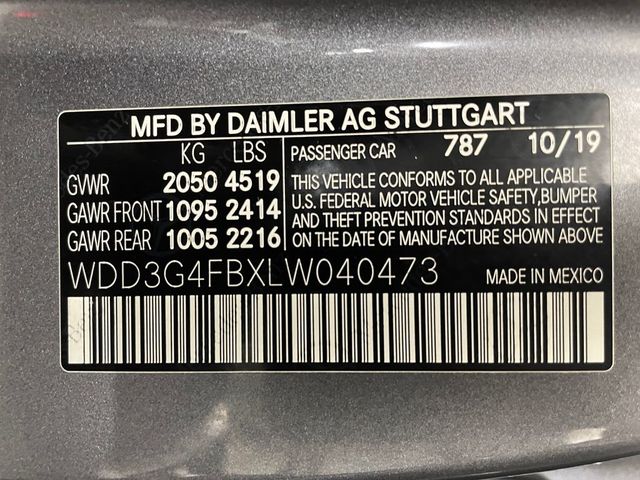 MFD BY DAIMLER AG STUTTGART
KG LBS
GVWR 2050 4519
GAWR FRONT 1095 2414
GAWR REAR 1005 2216
PASSENGER CAR 787 10/19
THIS VEHICLE CONFORMS TO ALL APPLICABLE
U.S. FEDERAL MOTOR VEHICLE SAFETY,BUMPER
AND THEFT PREVENTION STANDARDS IN EFFECT
ON THE DATE OF MANUFACTURE SHOWN ABOVE.
WDD3G4FBXLW040473
MADE IN MEXICO